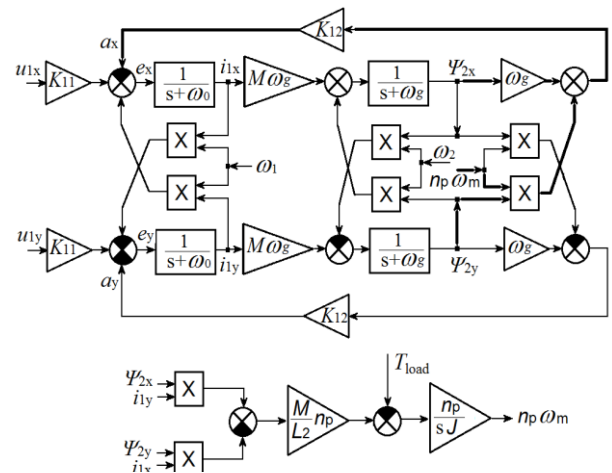 K12
ax
u1x K11 ex 1 i1x Mωg 1 Ψ2x ωg
s+ω0 s+ωg
X X X
ω1 ω2
npωm
X X X
u1y K11 ey 1 i1y Mωg 1 Ψ2y ωg
s+ω0 s+ωg
ay
K12
Tload
Ψ2x X
i1y
M np
L2
np npωm
sJ
Ψ2y X
i1x